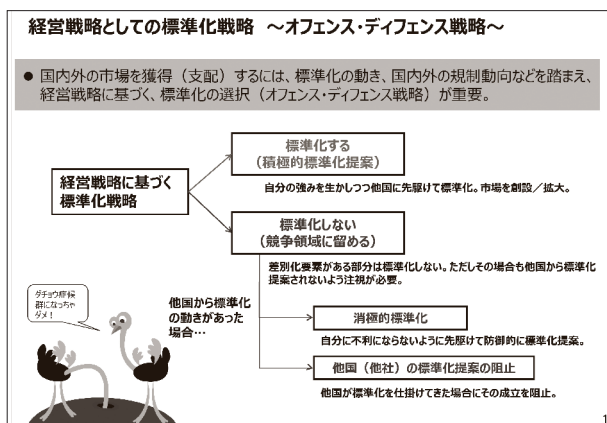 経営戦略としての標準化戦略 ～オフェンス・ディフェンス戦略～
● 国内外の市場を獲得（支配）するには、標準化の動き、国内外の規制動向などを踏まえ、
経営戦略に基づく、標準化の選択（オフェンス・ディフェンス戦略）が重要。
標準化する
（積極的標準化提案）
自分の強みを生かしつつ他国に先駆けて標準化。市場を創設／拡大。
経営戦略に基づく
標準化戦略
標準化しない
（競争領域に留める）
差別化要素がある部分は標準化しない。ただしその場合も他国から標準化
提案されないよう注視が必要。
他国から標準化
の動きがあった
場合…
消極的標準化
自分に不利にならないように先駆けて防御的に標準化提案。
他国（他社）の標準化提案の阻止
他国が標準化を仕掛けてきた場合にその成立を阻止。
ダチョウ症候
群になっちゃ
ダメ！
1